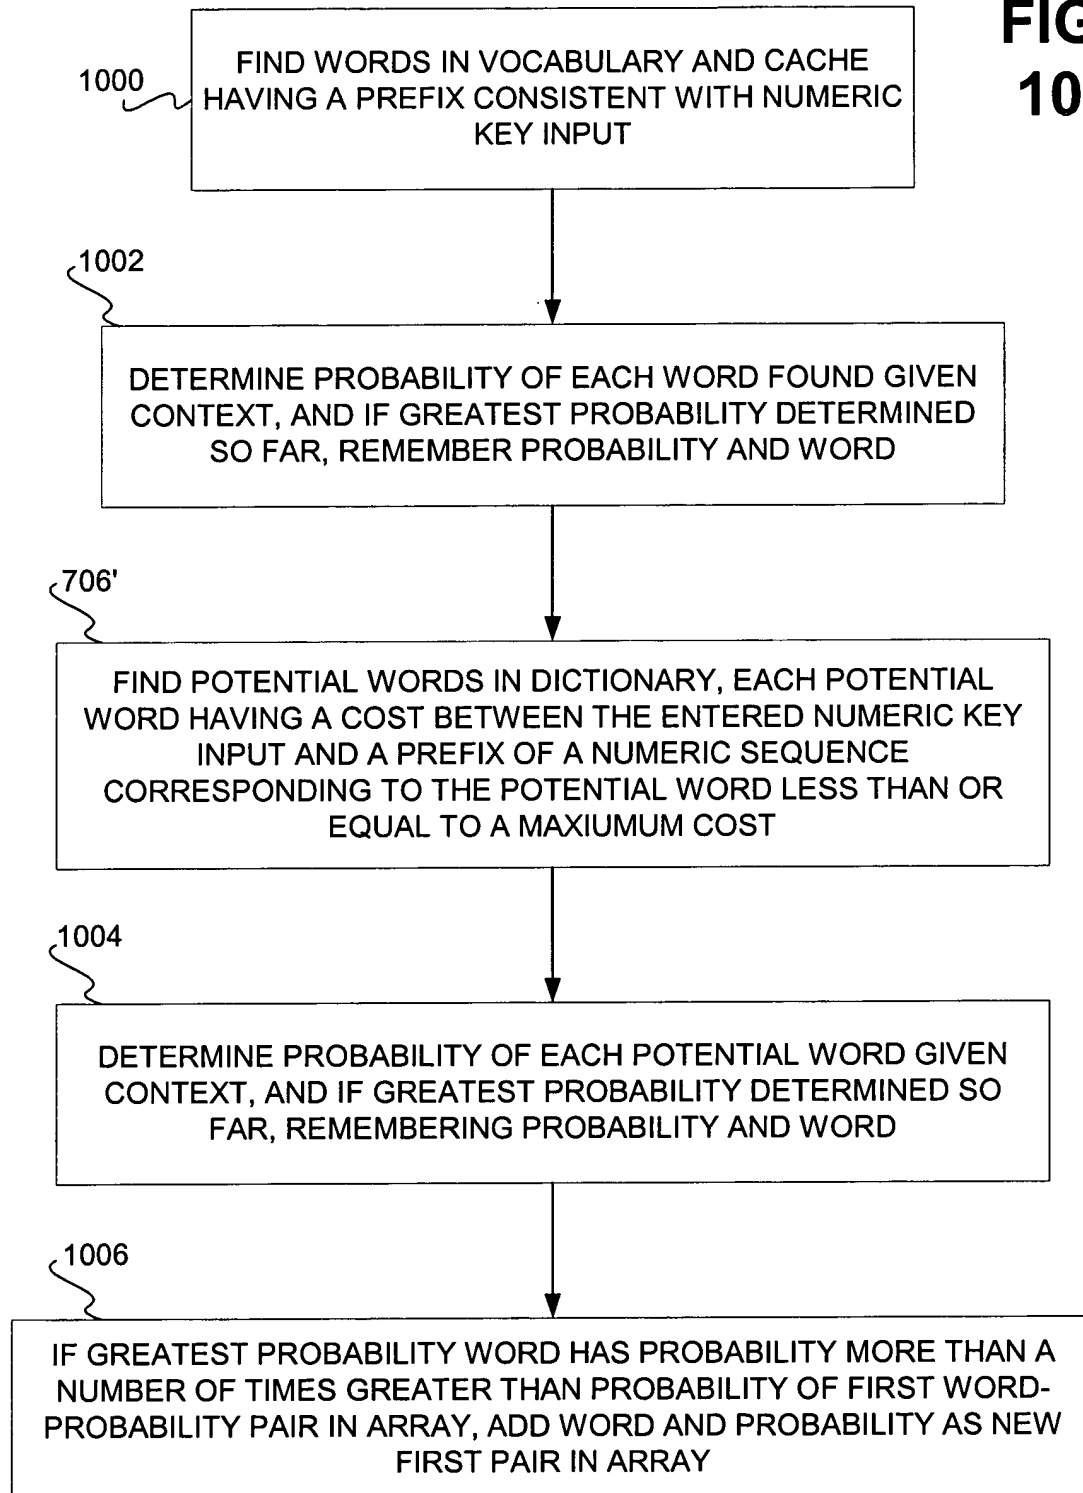 FIG
10
1000
FIND WORDS IN VOCABULARY AND CACHE
HAVING A PREFIX CONSISTENT WITH NUMERIC
KEY INPUT
1002
DETERMINE PROBABILITY OF EACH WORD FOUND GIVEN
CONTEXT, AND IF GREATEST PROBABILITY DETERMINED
SO FAR, REMEMBER PROBABILITY AND WORD
706'
FIND POTENTIAL WORDS IN DICTIONARY, EACH POTENTIAL
WORD HAVING A COST BETWEEN THE ENTERED NUMERIC KEY
INPUT AND A PREFIX OF A NUMERIC SEQUENCE
CORRESPONDING TO THE POTENTIAL WORD LESS THAN OR
EQUAL TO A MAXIUMUM COST
1004
DETERMINE PROBABILITY OF EACH POTENTIAL WORD GIVEN
CONTEXT, AND IF GREATEST PROBABILITY DETERMINED SO
FAR, REMEMBERING PROBABILITY AND WORD
1006
IF GREATEST PROBABILITY WORD HAS PROBABILITY MORE THAN A
NUMBER OF TIMES GREATER THAN PROBABILITY OF FIRST WORD-
PROBABILITY PAIR IN ARRAY, ADD WORD AND PROBABILITY AS NEW
FIRST PAIR IN ARRAY